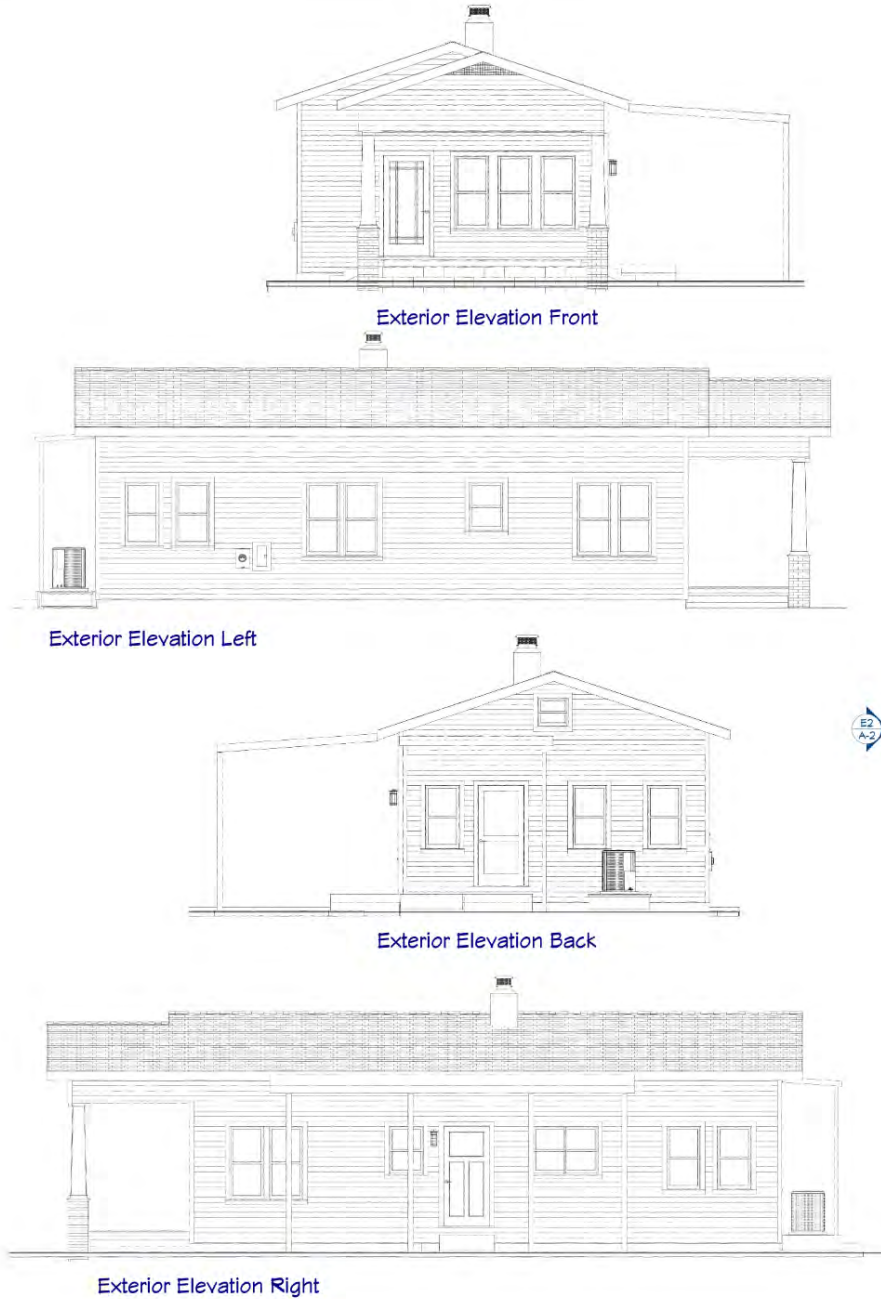 Exterior Elevation Front
Exterior Elevation Left
E2
A-2
Exterior Elevation Back
Exterior Elevation Right